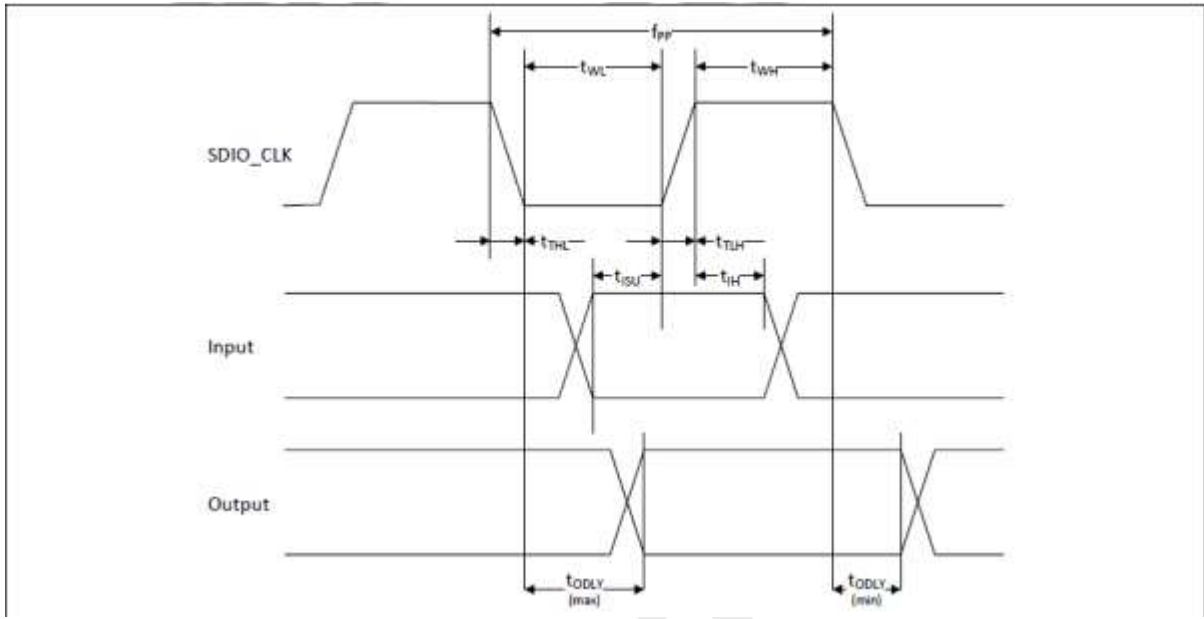 fPP
tWL
tWH
SDIO_CLK
tTHL
tTLH
tISU
tIH
Input
Output
tODLY
(max)
tODLY
(min)